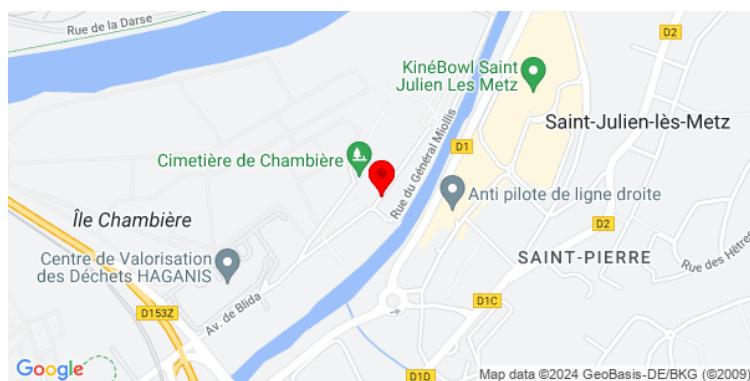 Rue de la Darse
D2
KinéBowl Saint
Julien Les Metz
Saint-Julien-lès-Metz
D1
Cimetière de Chambière
Rue du Général Miollis
Anti pilote de ligne droite
Île Chambière
D2
SAINT-PIERRE
Rue des Hêtres
Centre de Valorisation
des Déchets HAGANIS
D153Z
Av. de Blida
D1C
Google
D1D
Map data ©2024 GeoBasis-DE/BKG (©2009)